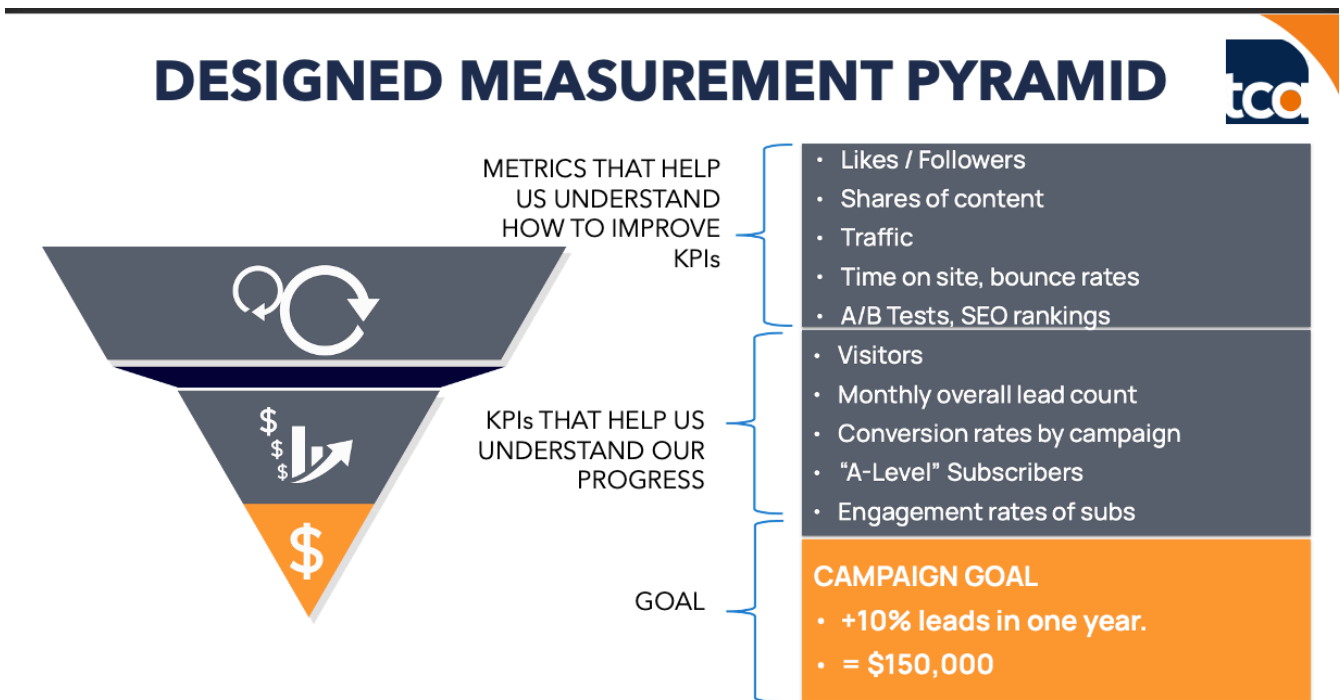 DESIGNED MEASUREMENT PYRAMID
tca
METRICS THAT HELP
US UNDERSTAND
HOW TO IMPROVE
KPIs
• Likes / Followers
• Shares of content
• Traffic
• Time on site, bounce rates
• A/B Tests, SEO rankings
$
$
$
KPIs THAT HELP US
UNDERSTAND OUR
PROGRESS
• Visitors
• Monthly overall lead count
• Conversion rates by campaign
• “A-Level” Subscribers
• Engagement rates of subs
$
GOAL
CAMPAIGN GOAL
• +10% leads in one year.
• = $150,000